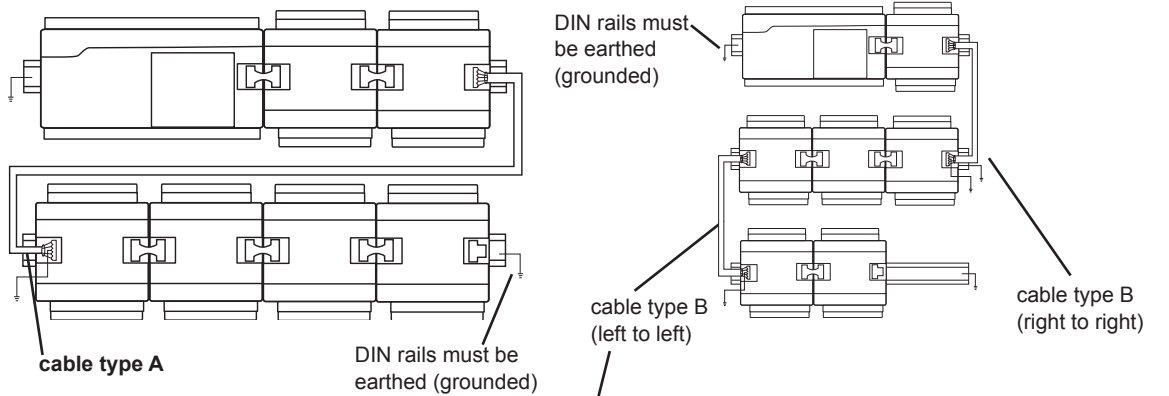 DIN rails must
be earthed
(grounded)
cable type A
DIN rails must be
earthed (grounded)
cable type B
(left to left)
cable type B
(right to right)